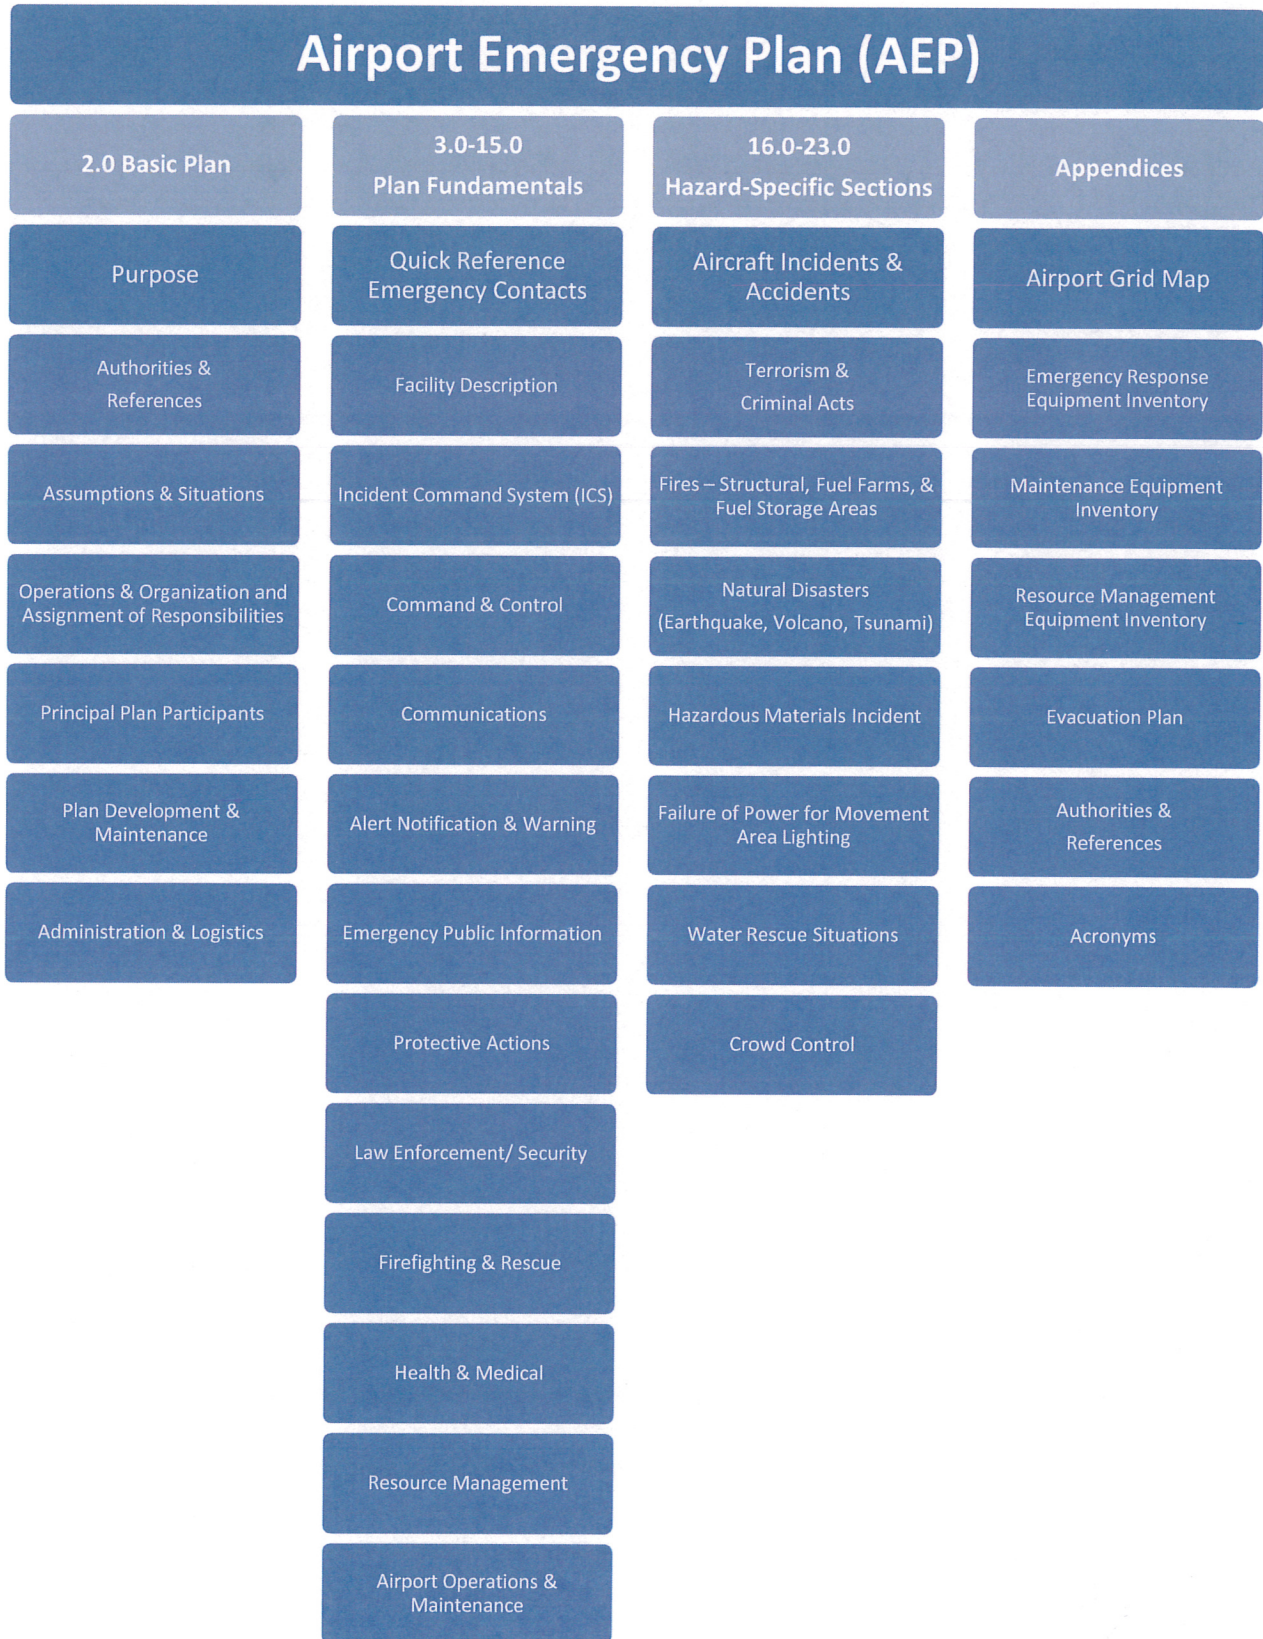 Airport Emergency Plan (AEP)
2.0 Basic Plan
Purpose
Authorities &
References
Assumptions & Situations
Operations & Organization and
Assignment of Responsibilities
Principal Plan Participants
Plan Development &
Maintenance
Administration & Logistics
3.0-15.0
Plan Fundamentals
Quick Reference
Emergency Contacts
Facility Description
Incident Command System (ICS)
Command & Control
Communications
Alert Notification & Warning
Emergency Public Information
Protective Actions
Law Enforcement/ Security
Firefighting & Rescue
Health & Medical
Resource Management
Airport Operations &
Maintenance
16.0-23.0
Hazard-Specific Sections
Aircraft Incidents &
Accidents
Terrorism &
Criminal Acts
Fires – Structural, Fuel Farms, &
Fuel Storage Areas
Natural Disasters
(Earthquake, Volcano, Tsunami)
Hazardous Materials Incident
Failure of Power for Movement
Area Lighting
Water Rescue Situations
Crowd Control
Appendices
Airport Grid Map
Emergency Response
Equipment Inventory
Maintenance Equipment
Inventory
Resource Management
Equipment Inventory
Evacuation Plan
Authorities &
References
Acronyms